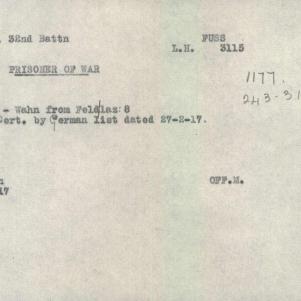 32nd Battn
FUSS
L.H. 3115
PRISONER OF WAR
1177.
243-31
- Wahn from Feldlaz:8
Cert. by German list dated 27-2-17.
17
OFF.M.